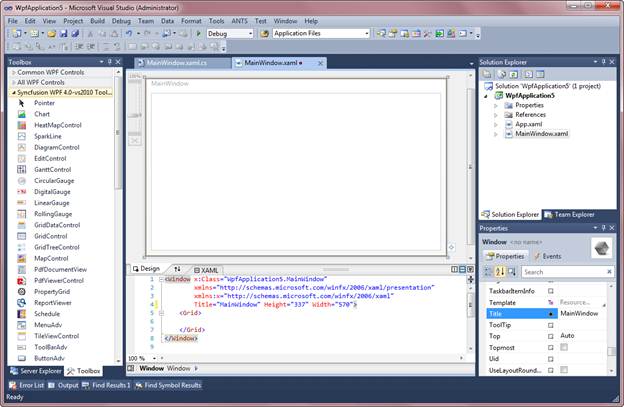 WpfApplication5 - Microsoft Visual Studio (Administrator)
File Edit View Project Build Debug Team Data Format Tools ANTS Window Help
Debug Application Files
Toolbox
Common WPF Controls
All WPF Controls
Syncfusion WPF 4.0-vs2010 Tool...
Pointer
Chart
HeatMapControl
SparkLine
DiagramControl
EditControl
GanttControl
CircularGauge
DigitalGauge
LinearGauge
RollingGauge
GridDataControl
GridControl
GridTreeControl
MapControl
PdfDocumentView
PdfViewerControl
PropertyGrid
ReportViewer
Schedule
MenuAdv
TileViewControl
ToolBarAdv
ButtonAdv
Server Explorer Toolbox
MainWindow.xaml.cs MainWindow.xaml
100%
MainWindow
Design XAML
1 <Window x:Class="WpfApplication5.MainWindow"
2 xmlns="http://schemas.microsoft.com/winfx/2006/xaml/presentation"
3 xmlns:x="http://schemas.microsoft.com/winfx/2006/xaml"
4 Title="MainWindow" Height="337" Width="570">
5 <Grid>
6
7 </Grid>
8 </Window>
100 %
Window Window
Solution Explorer
Solution 'WpfApplication5' (1 project)
WpfApplication5
Properties
References
App.xaml
MainWindow.xaml
Solution Explorer Team Explorer
Properties
Window <no name>
Properties Events
Search
TaskbarItemInfo
Template Resource...
Title MainWindow
ToolTip
Top Auto
Topmost
Uid
UseLayoutRound...
Error List Output Find Results 1 Find Symbol Results
Ready